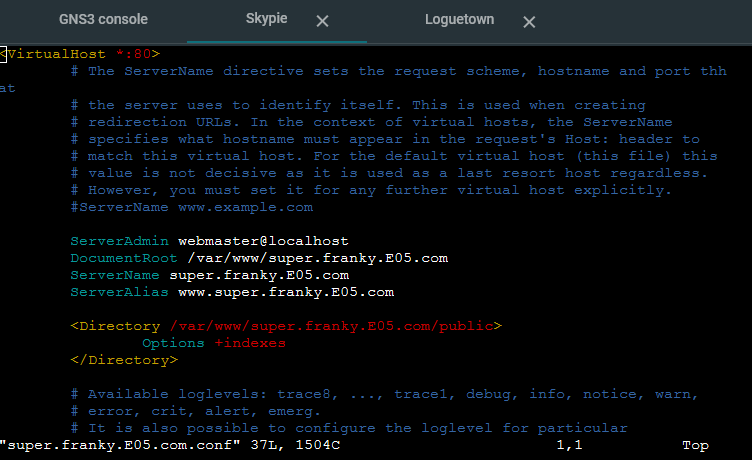 GNS3 console Skypie × Loguetown ×
<VirtualHost *:80>
# The ServerName directive sets the request scheme, hostname and port thh
at
# the server uses to identify itself. This is used when creating
# redirection URLs. In the context of virtual hosts, the ServerName
# specifies what hostname must appear in the request's Host: header to
# match this virtual host. For the default virtual host (this file) this
# value is not decisive as it is used as a last resort host regardless.
# However, you must set it for any further virtual host explicitly.
#ServerName www.example.com
ServerAdmin webmaster@localhost
DocumentRoot /var/www/super.franky.E05.com
ServerName super.franky.E05.com
ServerAlias www.super.franky.E05.com
<Directory /var/www/super.franky.E05.com/public>
Options +indexes
</Directory>
# Available loglevels: trace8, ..., trace1, debug, info, notice, warn,
# error, crit, alert, emerg.
# It is also possible to configure the loglevel for particular
"super.franky.E05.com.conf" 37L, 1504C 1,1 Top